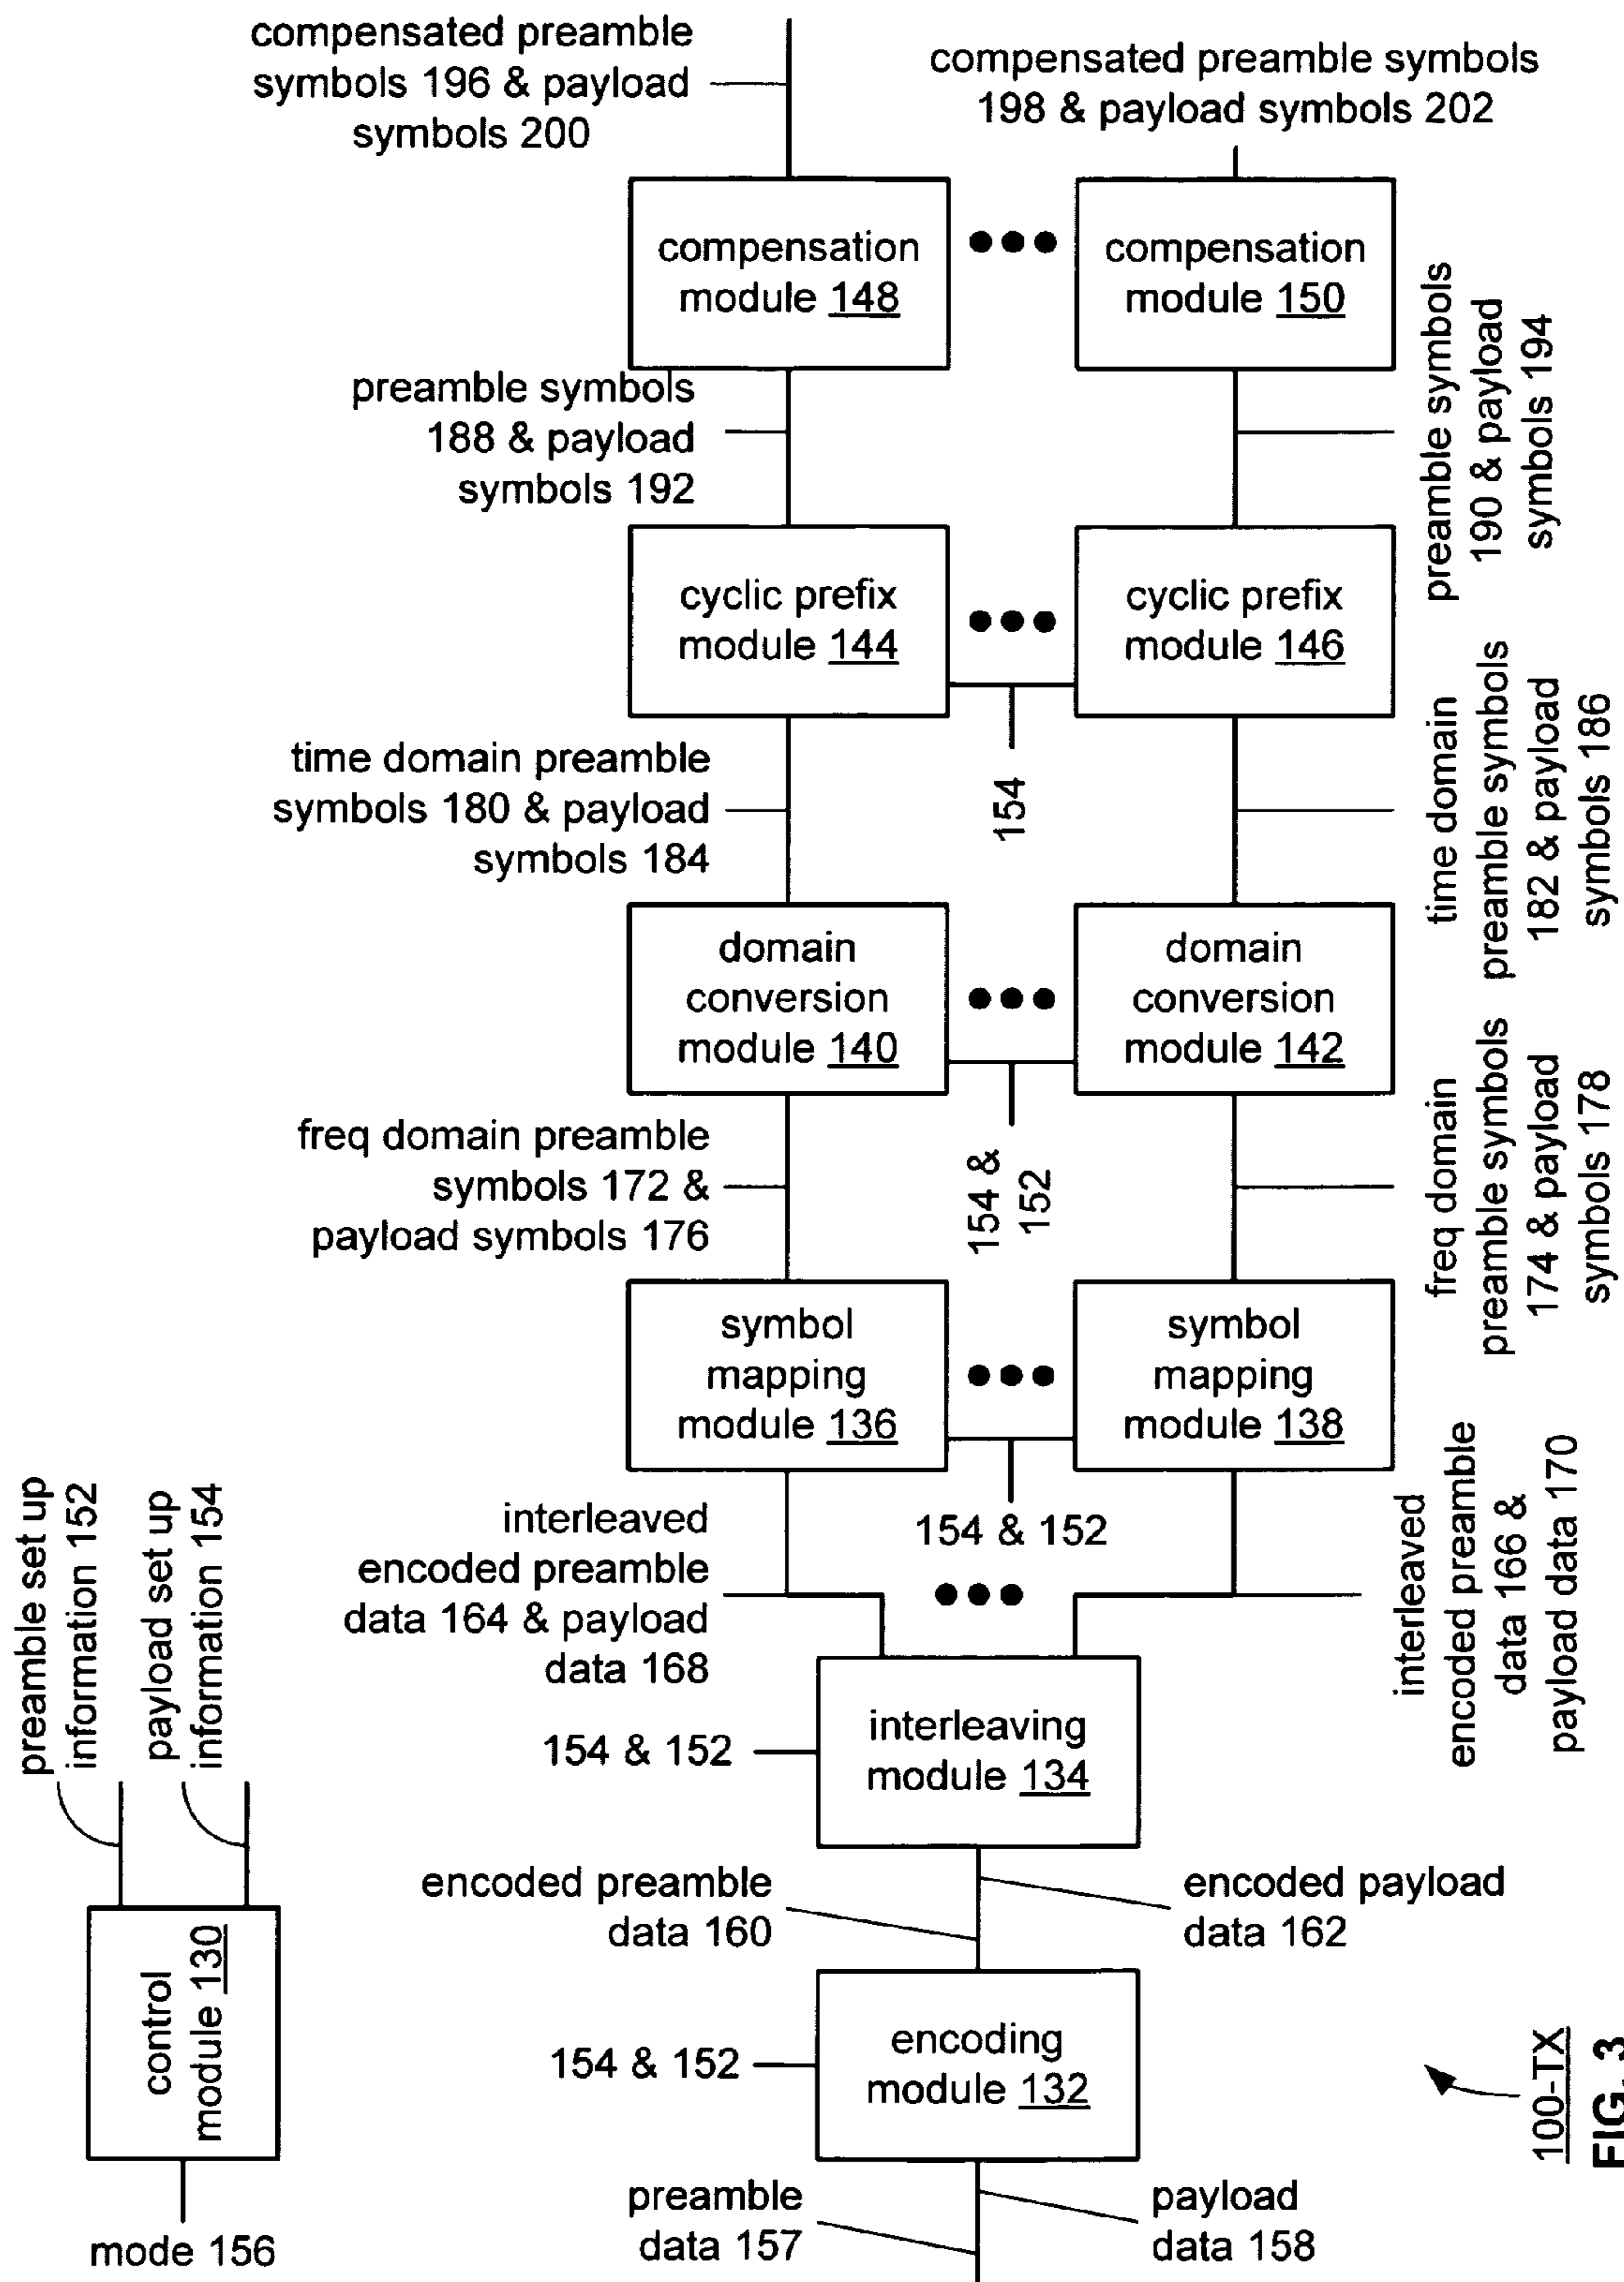 compensated preamble
symbols 196 & payload
symbols 200
compensated preamble symbols
198 & payload symbols 202
compensation
module 148
compensation
module 150
preamble symbols
188 & payload
symbols 192
preamble symbols
190 & payload
symbols 194
cyclic prefix
module 144
cyclic prefix
module 146
154
time domain preamble
symbols 180 & payload
symbols 184
time domain
preamble symbols
182 & payload
symbols 186
domain
conversion
module 140
domain
conversion
module 142
154 &
152
freq domain preamble
symbols 172 &
payload symbols 176
freq domain
preamble symbols
174 & payload
symbols 178
symbol
mapping
module 136
symbol
mapping
module 138
154 & 152
interleaved
encoded preamble
data 164 & payload
data 168
interleaved
encoded preamble
data 166 &
payload data 170
preamble set up
information 152
payload set up
information 154
154 & 152
interleaving
module 134
encoded preamble
data 160
encoded payload
data 162
control
module 130
154 & 152
encoding
module 132
mode 156
preamble
data 157
payload
data 158
100-TX
FIG. 3